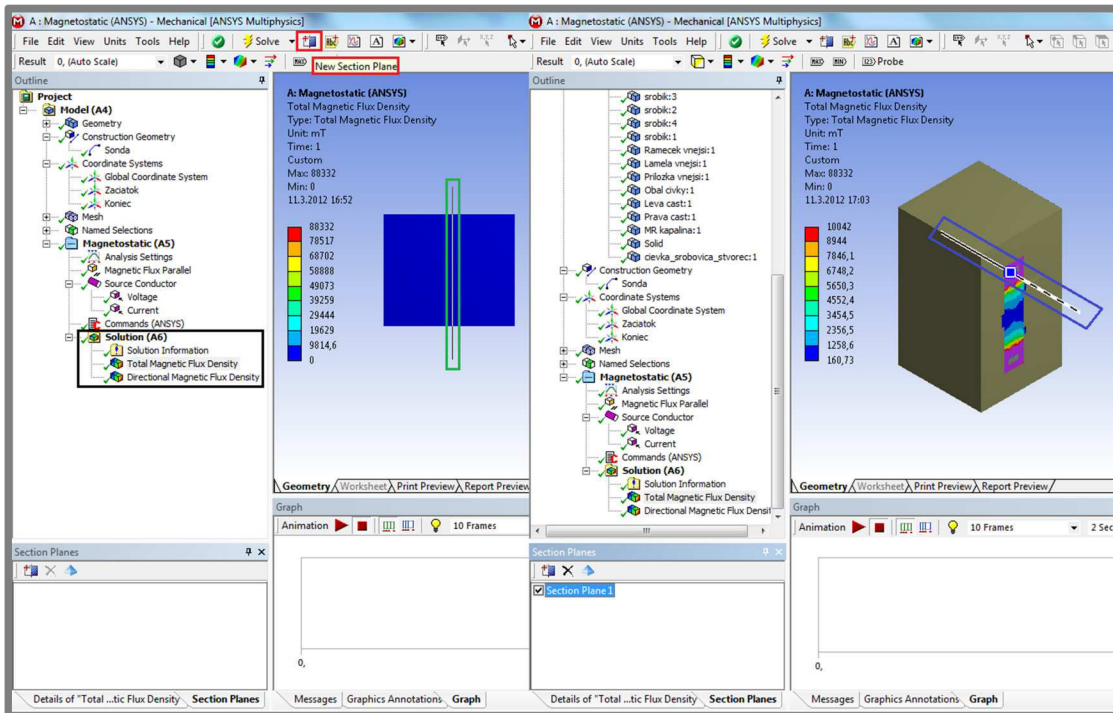 A : Magnetostatic (ANSYS) - Mechanical [ANSYS Multiphysics]
File Edit View Units Tools Help Solve
Result 0, (Auto Scale)
New Section Plane
Outline
Project
Model (A4)
Geometry
Construction Geometry
Sonda
Coordinate Systems
Global Coordinate System
Zaciatok
Koniec
Mesh
Named Selections
Magnetostatic (A5)
Analysis Settings
Magnetic Flux Parallel
Source Conductor
Voltage
Current
Commands (ANSYS)
Solution (A6)
Solution Information
Total Magnetic Flux Density
Directional Magnetic Flux Density
A: Magnetostatic (ANSYS)
Total Magnetic Flux Density
Type: Total Magnetic Flux Density
Unit: mT
Time: 1
Custom
Max: 88332
Min: 0
11.3.2012 16:52
88332
78517
68702
58888
49073
39259
29444
19629
9814,6
0
Geometry Worksheet Print Preview Report Preview
Graph
Animation 10 Frames
Section Planes
0,
Details of "Total ...tic Flux Density Section Planes
Messages Graphics Annotations Graph
A : Magnetostatic (ANSYS) - Mechanical [ANSYS Multiphysics]
File Edit View Units Tools Help Solve
Result 0, (Auto Scale) MAX MIN Probe
Outline
srobik:3
srobik:2
srobik:4
srobik:1
Ramecek vnejsi:1
Lamela vnejsi:1
Prilozka vnejsi:1
Obal civky:1
Leva cast:1
Prava cast:1
MR kapalina:1
Solid
cievka_srobovica_stvorec:1
Construction Geometry
Sonda
Coordinate Systems
Global Coordinate System
Zaciatok
Koniec
Mesh
Named Selections
Magnetostatic (A5)
Analysis Settings
Magnetic Flux Parallel
Source Conductor
Voltage
Current
Commands (ANSYS)
Solution (A6)
Solution Information
Total Magnetic Flux Density
Directional Magnetic Flux Densit
A: Magnetostatic (ANSYS)
Total Magnetic Flux Density
Type: Total Magnetic Flux Density
Unit: mT
Time: 1
Custom
Max: 88332
Min: 0
11.3.2012 17:03
10042
8944
7846,1
6748,2
5650,3
4552,4
3454,5
2356,5
1258,6
160,73
Geometry Worksheet Print Preview Report Preview
Graph
Animation 10 Frames 2 Sec
Section Planes
Section Plane 1
0,
Details of "Total ...tic Flux Density Section Planes
Messages Graphics Annotations Graph